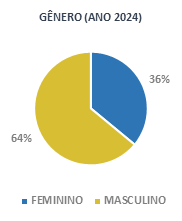 GÊNERO (ANO 2024)
36%
64%
FEMININO MASCULINO